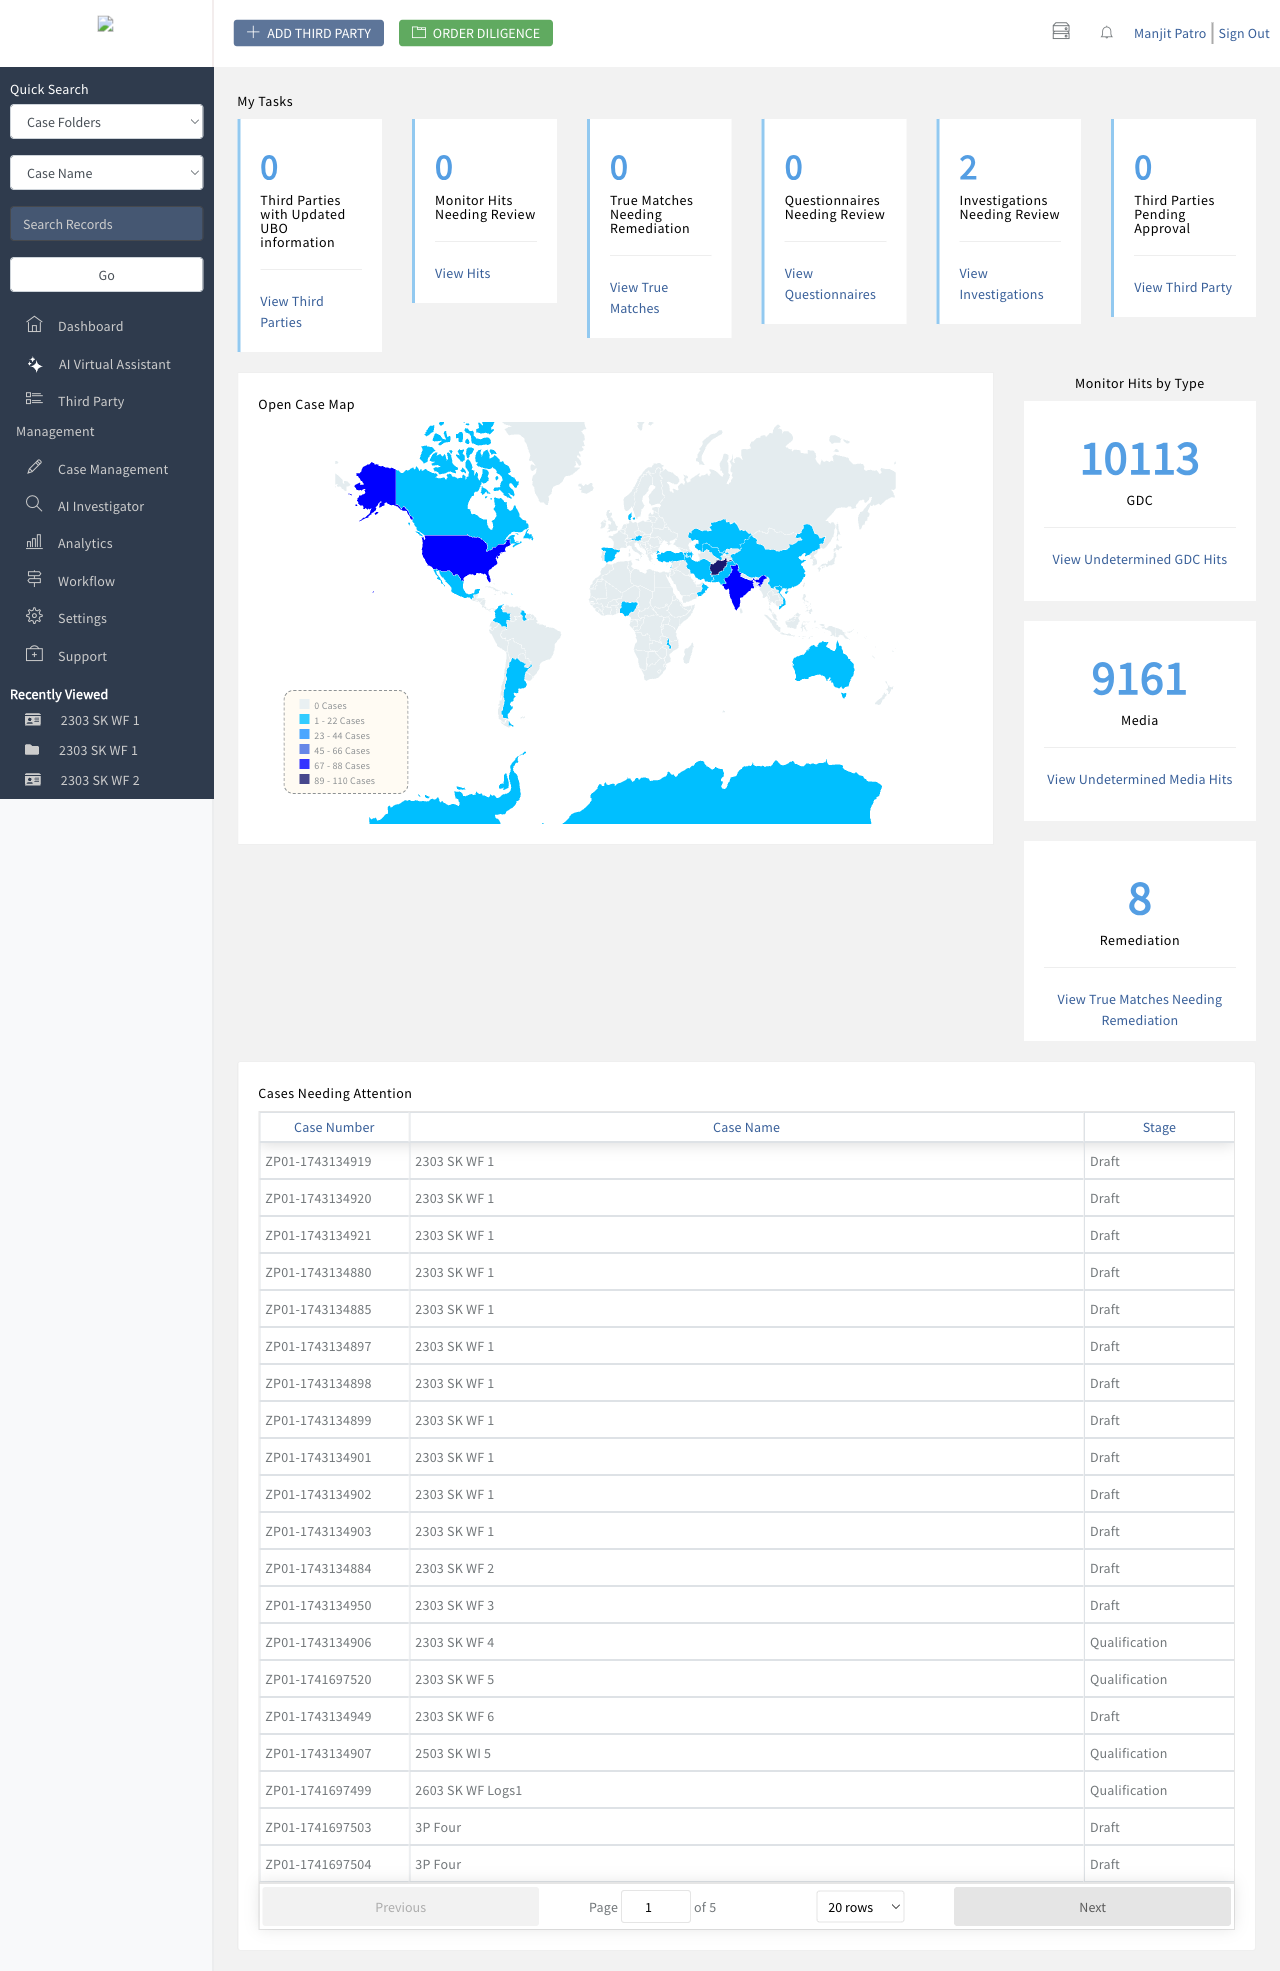 ADD THIRD PARTY
ORDER DILIGENCE
Manjit Patro
Sign Out
Quick Search
Case Folders
Case Name
Search Records
Go
Dashboard
AI Virtual Assistant
Third Party
Management
Case Management
AI Investigator
Analytics
Workflow
Settings
Support
Recently Viewed
2303 SK WF 1
2303 SK WF 1
2303 SK WF 2
My Tasks
0
Third Parties
with Updated
UBO
information
View Third
Parties
0
Monitor Hits
Needing Review
View Hits
0
True Matches
Needing
Remediation
View True
Matches
0
Questionnaires
Needing Review
View
Questionnaires
2
Investigations
Needing Review
View
Investigations
0
Third Parties
Pending
Approval
View Third Party
Open Case Map
0 Cases
1 - 22 Cases
23 - 44 Cases
45 - 66 Cases
67 - 88 Cases
89 - 110 Cases
Monitor Hits by Type
10113
GDC
View Undetermined GDC Hits
9161
Media
View Undetermined Media Hits
8
Remediation
View True Matches Needing
Remediation
Cases Needing Attention
Case Number Case Name Stage
ZP01-1743134919 2303 SK WF 1 Draft
ZP01-1743134920 2303 SK WF 1 Draft
ZP01-1743134921 2303 SK WF 1 Draft
ZP01-1743134880 2303 SK WF 1 Draft
ZP01-1743134885 2303 SK WF 1 Draft
ZP01-1743134897 2303 SK WF 1 Draft
ZP01-1743134898 2303 SK WF 1 Draft
ZP01-1743134899 2303 SK WF 1 Draft
ZP01-1743134901 2303 SK WF 1 Draft
ZP01-1743134902 2303 SK WF 1 Draft
ZP01-1743134903 2303 SK WF 1 Draft
ZP01-1743134884 2303 SK WF 2 Draft
ZP01-1743134950 2303 SK WF 3 Draft
ZP01-1743134906 2303 SK WF 4 Qualification
ZP01-1741697520 2303 SK WF 5 Qualification
ZP01-1743134949 2303 SK WF 6 Draft
ZP01-1743134907 2503 SK WI 5 Qualification
ZP01-1741697499 2603 SK WF Logs1 Qualification
ZP01-1741697503 3P Four Draft
ZP01-1741697504 3P Four Draft
Previous Page 1 of 5 20 rows Next